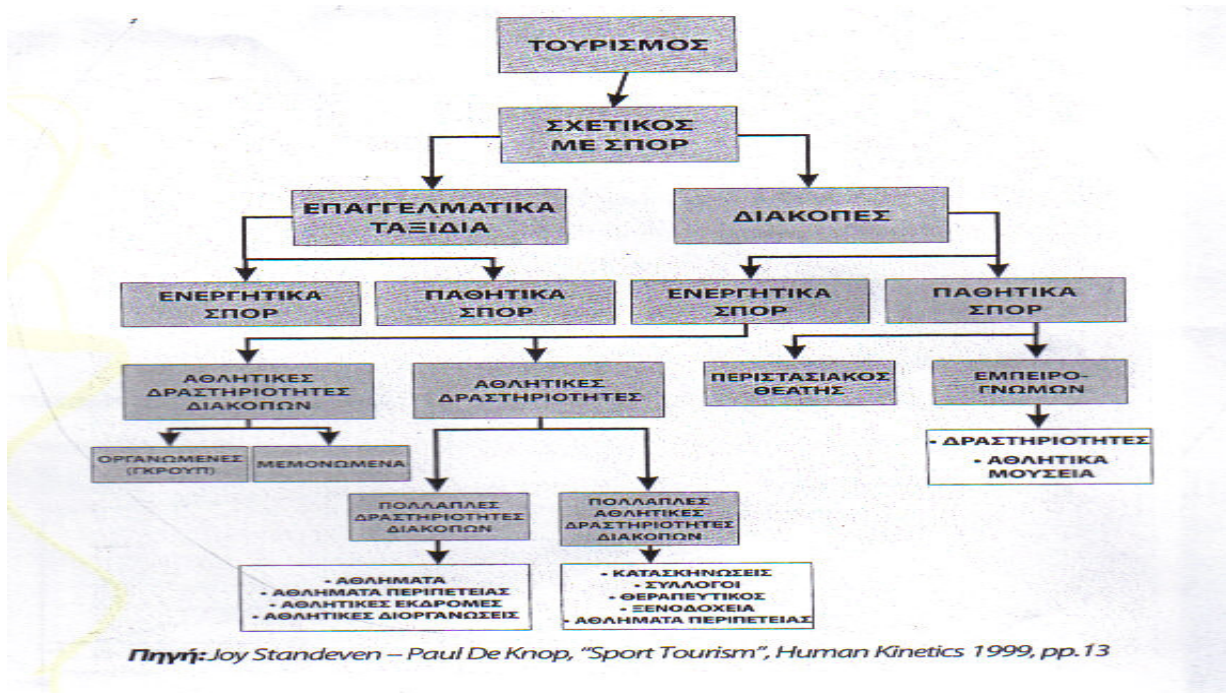 ΤΟΥΡΙΣΜΟΣ
ΣΧΕΤΙΚΟΣ
ΜΕ ΣΠΟΡ
ΕΠΑΓΓΕΛΜΑΤΙΚΑ
ΤΑΞΙΔΙΑ
ΔΙΑΚΟΠΕΣ
ΕΝΕΡΓΗΤΙΚΑ
ΣΠΟΡ
ΠΑΘΗΤΙΚΑ
ΣΠΟΡ
ΕΝΕΡΓΗΤΙΚΑ
ΣΠΟΡ
ΠΑΘΗΤΙΚΑ
ΣΠΟΡ
ΑΘΛΗΤΙΚΕΣ
ΔΡΑΣΤΗΡΙΟΤΗΤΕΣ
ΔΙΑΚΟΠΩΝ
ΑΘΛΗΤΙΚΕΣ
ΔΡΑΣΤΗΡΙΟΤΗΤΕΣ
ΠΕΡΙΣΤΑΣΙΑΚΟΣ
ΘΕΑΤΗΣ
ΕΜΠΕΙΡΟ-
ΓΝΩΜΩΝ
ΟΡΓΑΝΩΜΕΝΕΣ
(ΓΚΡΟΥΠ)
ΜΕΜΟΝΩΜΕΝΑ
- ΔΡΑΣΤΗΡΙΟΤΗΤΕΣ
- ΑΘΛΗΤΙΚΑ
ΜΟΥΣΕΙΑ
ΠΟΛΛΑΠΛΕΣ
ΔΡΑΣΤΗΡΙΟΤΗΤΕΣ
ΔΙΑΚΟΠΩΝ
ΠΟΛΛΑΠΛΕΣ
ΑΘΛΗΤΙΚΕΣ
ΔΡΑΣΤΗΡΙΟΤΗΤΕΣ
ΔΙΑΚΟΠΩΝ
- ΑΘΛΗΜΑΤΑ
- ΑΘΛΗΜΑΤΑ ΠΕΡΙΠΕΤΕΙΑΣ
- ΑΘΛΗΤΙΚΕΣ ΕΚΔΡΟΜΕΣ
- ΑΘΛΗΤΙΚΕΣ ΔΙΟΡΓΑΝΩΣΕΙΣ
- ΚΑΤΑΣΚΗΝΩΣΕΙΣ
- ΣΥΛΛΟΓΟΙ
- ΘΕΡΑΠΕΥΤΙΚΟΣ
- ΞΕΝΟΔΟΧΕΙΑ
- ΑΘΛΗΜΑΤΑ ΠΕΡΙΠΕΤΕΙΑΣ
Πηγή: Joy Standeven – Paul De Knop, "Sport Tourism", Human Kinetics 1999, pp.13